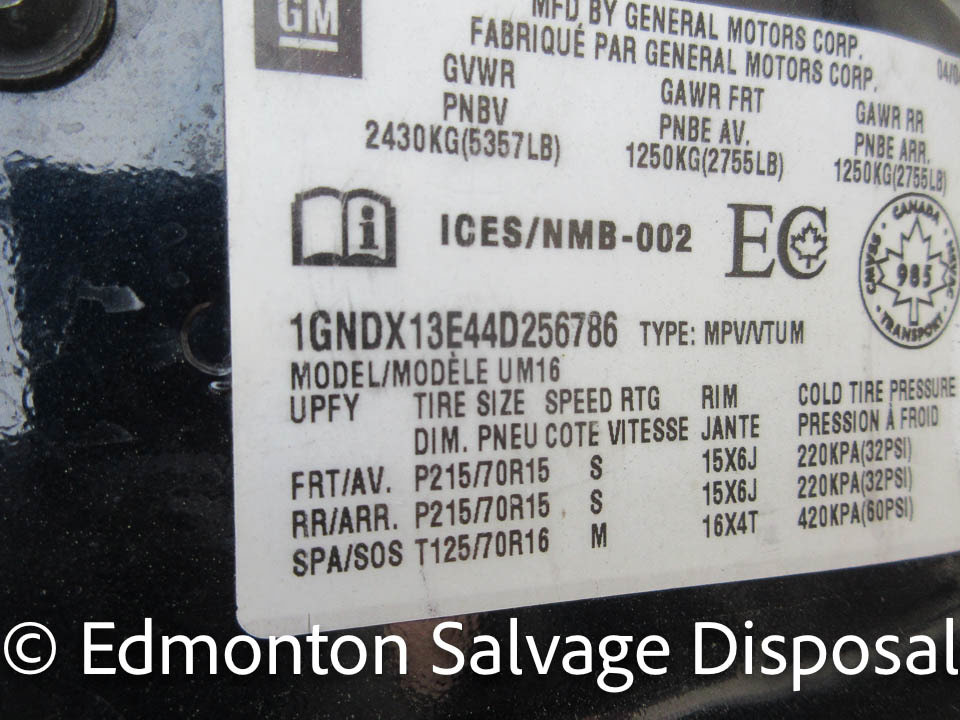 GM
MFD. BY GENERAL MOTORS CORP.
FABRIQUÉ PAR GENERAL MOTORS CORP.
04/04
GVWR GAWR FRT GAWR RR
PNBV PNBE AV. PNBE ARR.
2430KG(5357LB) 1250KG(2755LB) 1250KG(2755LB)
i ICES/NMB-002 EC
CANADA
CMVSS 985 NSVAC
TRANSPORT
1GNDX13E44D256786 TYPE: MPV/VTUM
MODEL/MODÈLE UM16
UPFY TIRE SIZE SPEED RTG RIM COLD TIRE PRESSURE
DIM. PNEU COTE VITESSE JANTE PRESSION À FROID
FRT/AV. P215/70R15 S 15X6J 220KPA(32PSI)
RR/ARR. P215/70R15 S 15X6J 220KPA(32PSI)
SPA/SOS T125/70R16 M 16X4T 420KPA(60PSI)
© Edmonton Salvage Disposal